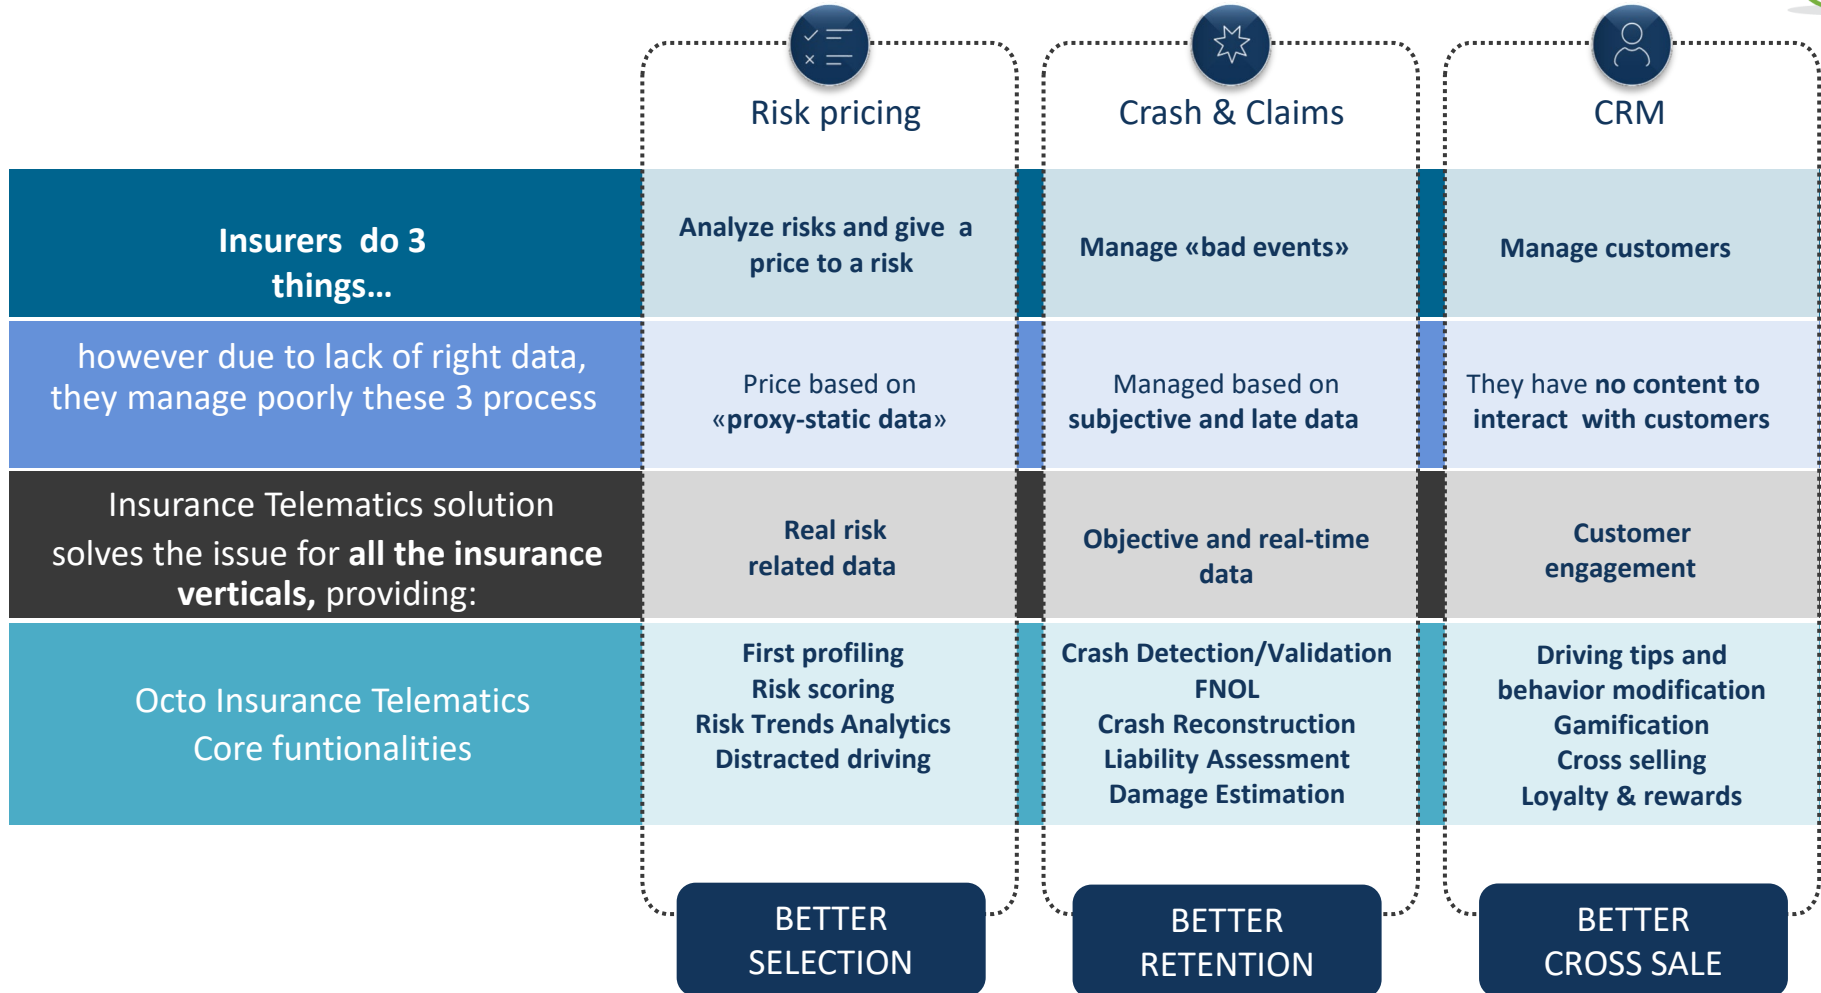 Risk pricing
Crash & Claims
CRM
Insurers do 3
things...
Analyze risks and give a
price to a risk
Manage «bad events»
Manage customers
however due to lack of right data,
they manage poorly these 3 process
Price based on
«proxy-static data»
Managed based on
subjective and late data
They have no content to
interact with customers
Insurance Telematics solution
solves the issue for all the insurance
verticals, providing:
Real risk
related data
Objective and real-time
data
Customer
engagement
Octo Insurance Telematics
Core funtionalities
First profiling
Risk scoring
Risk Trends Analytics
Distracted driving
Crash Detection/Validation
FNOL
Crash Reconstruction
Liability Assessment
Damage Estimation
Driving tips and
behavior modification
Gamification
Cross selling
Loyalty & rewards
BETTER
SELECTION
BETTER
RETENTION
BETTER
CROSS SALE